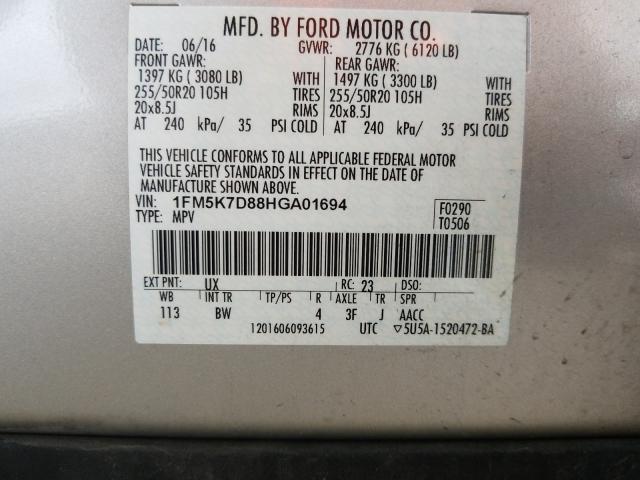 MFD. BY FORD MOTOR CO.
DATE: 06/16 GVWR: 2776 KG ( 6120 LB)
FRONT GAWR: REAR GAWR:
1397 KG ( 3080 LB) WITH 1497 KG ( 3300 LB) WITH
255/50R20 105H TIRES 255/50R20 105H TIRES
20x8.5J RIMS 20x8.5J RIMS
AT 240 kPa/ 35 PSI COLD AT 240 kPa/ 35 PSI COLD
THIS VEHICLE CONFORMS TO ALL APPLICABLE FEDERAL MOTOR
VEHICLE SAFETY STANDARDS IN EFFECT ON THE DATE OF
MANUFACTURE SHOWN ABOVE.
VIN: 1FM5K7D88HGA01694 F0290
TYPE: MPV T0506
EXT PNT: UX RC: 23 DSO:
WB INT TR TP/PS R AXLE TR SPR
113 BW 4 3F J AACC
1201606093615 UTC ▽5U5A-1520472-BA